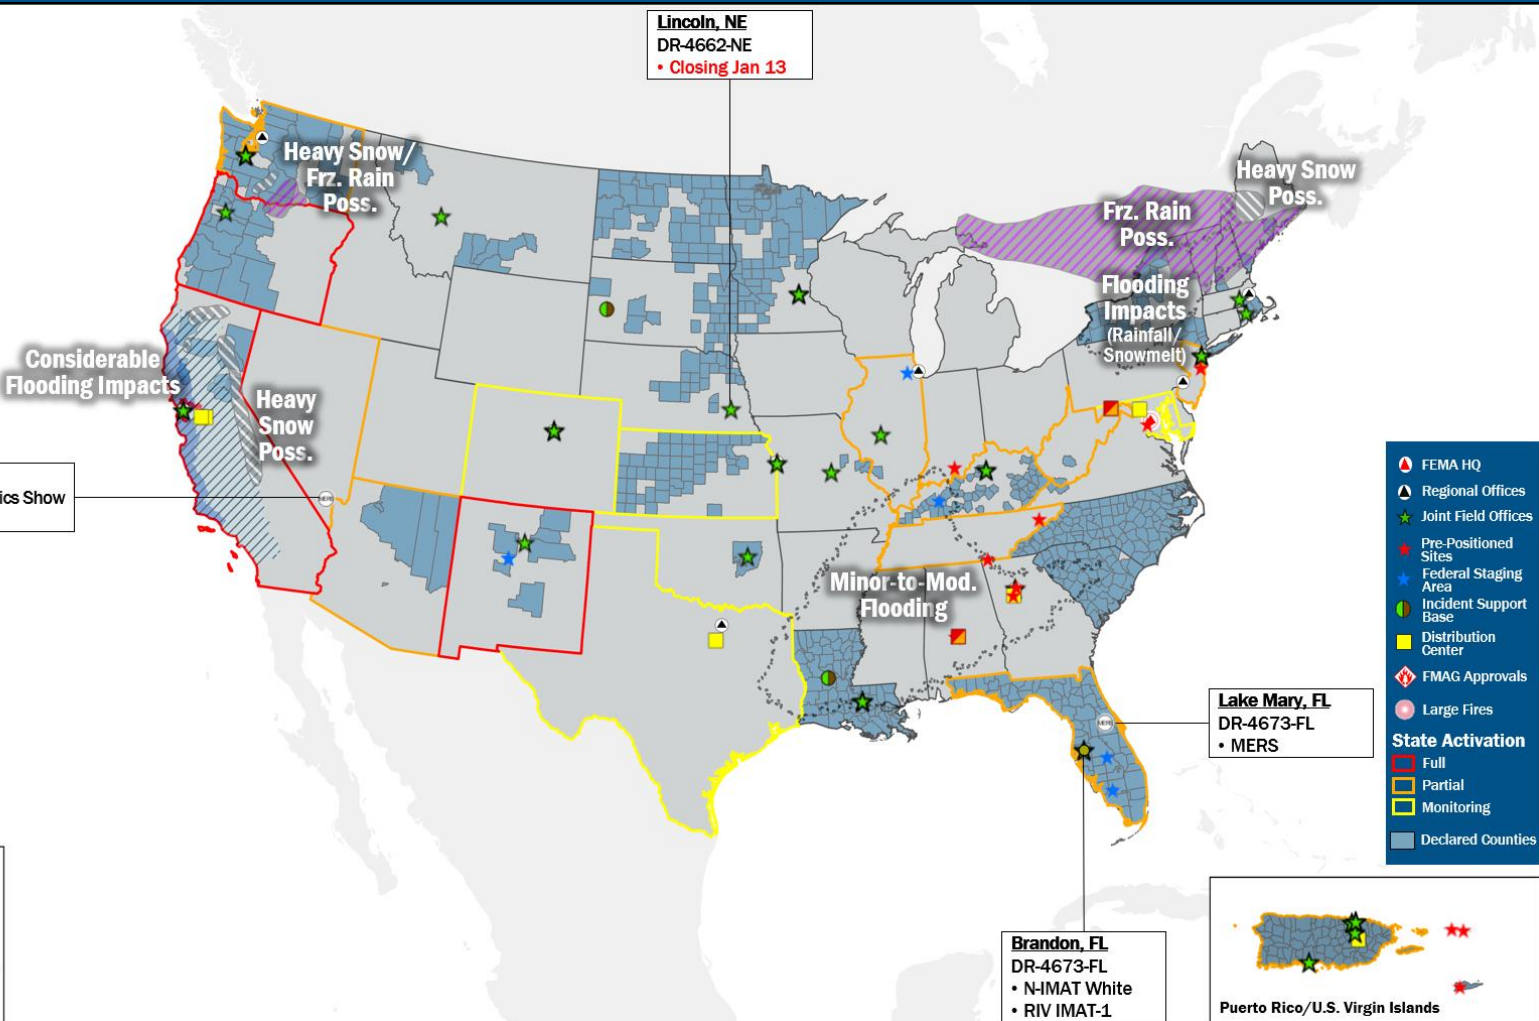 Lincoln, NE
DR-4662-NE
• Closing Jan 13
Heavy Snow/
Frz. Rain
Poss.
Heavy Snow
Poss.
Frz. Rain
Poss.
Flooding
Impacts
(Rainfall/
Snowmelt)
Considerable
Flooding Impacts
Heavy
Snow
Poss.
ics Show
MERS
Minor-to-Mod.
Flooding
MERS
Lake Mary, FL
DR-4673-FL
• MERS
Brandon, FL
DR-4673-FL
• N-IMAT White
• RIV IMAT-1
FEMA HQ
Regional Offices
Joint Field Offices
Pre-Positioned
Sites
Federal Staging
Area
Incident Support
Base
Distribution
Center
FMAG Approvals
Large Fires
State Activation
Full
Partial
Monitoring
Declared Counties
Puerto Rico/U.S. Virgin Islands